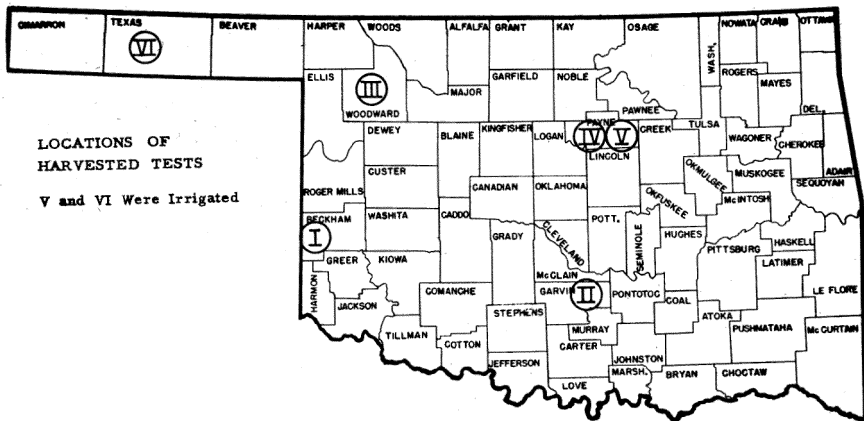 CIMARRON TEXAS BEAVER HARPER WOODS ALFALFA GRANT KAY OSAGE NOWATA CRAIG OTTAWA
VI
WASH.
ELLIS GARFIELD NOBLE ROGERS
III MAYES
MAJOR
WOODWARD PAWNEE DEL.
PAYNE
DEWEY BLAINE KINGFISHER LOGAN IV V CREEK TULSA
WAGONER CHEROKEE
LOCATIONS OF
HARVESTED TESTS
LINCOLN
CUSTER OKMULGEE MUSKOGEE ADAIR
ROGER MILLS CANADIAN OKLAHOMA OKFUSKEE SEQUOYAH
V and VI Were Irrigated
McINTOSH
BECKHAM WASHITA CADDO POTT.
I GRADY CLEVELAND SEMINOLE HUGHES HASKELL
GREER KIOWA PITTSBURG LATIMER
McCLAIN
HARMON COMANCHE GARVIN II PONTOTOC COAL LE FLORE
JACKSON STEPHENS ATOKA
TILLMAN MURRAY PUSHMATAHA McCURTAIN
COTTON CARTER
JEFFERSON JOHNSTON
MARSH. BRYAN CHOCTAW
LOVE